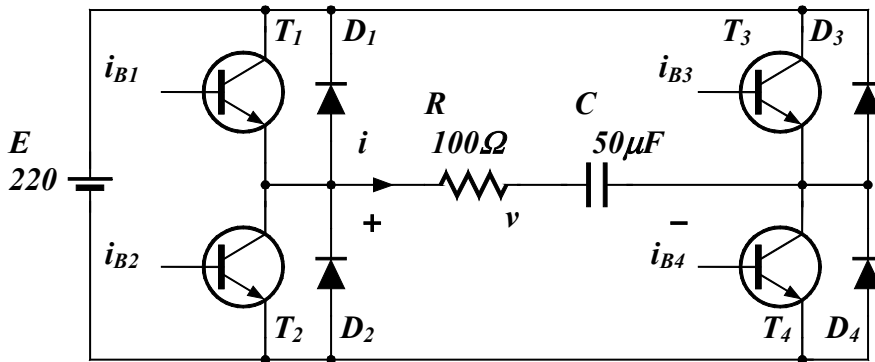 T1 D1 T3 D3
iB1 iB3
R C
E i 100Ω 50μF
220
+ v −
iB2 iB4
T2 D2 T4 D4